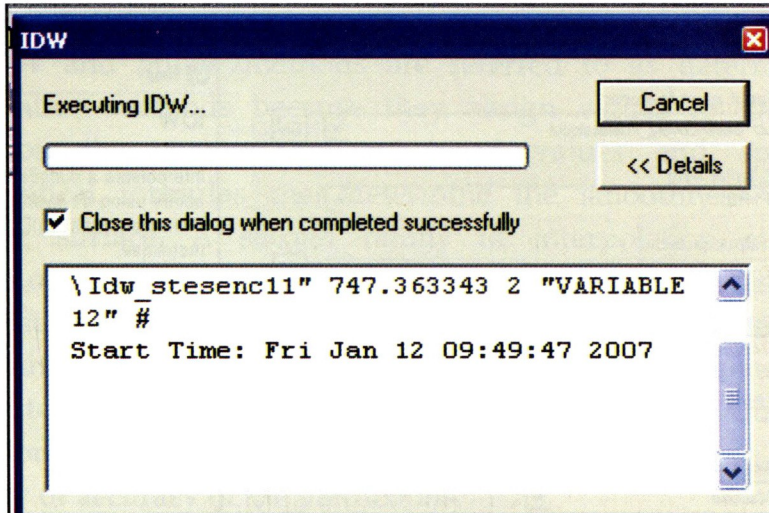 IDW
Executing IDW...
Cancel
<< Details
Close this dialog when completed successfully
\Idw_stesenc11" 747.363343 2 "VARIABLE
12" #
Start Time: Fri Jan 12 09:49:47 2007